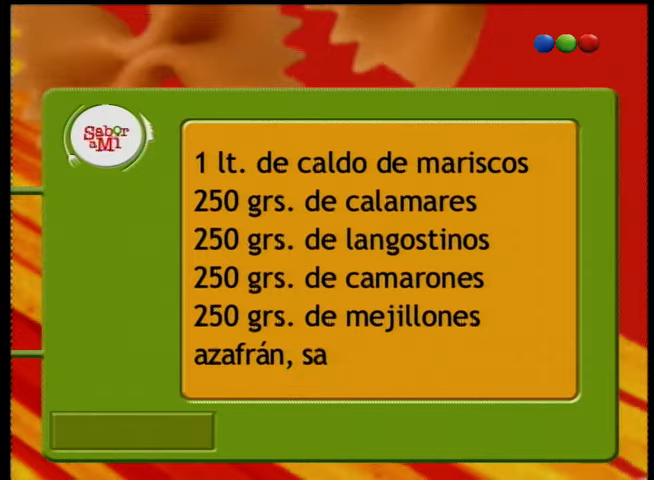 Sabor
a Mi
1 lt. de caldo de mariscos
250 grs. de calamares
250 grs. de langostinos
250 grs. de camarones
250 grs. de mejillones
azafrán, sa